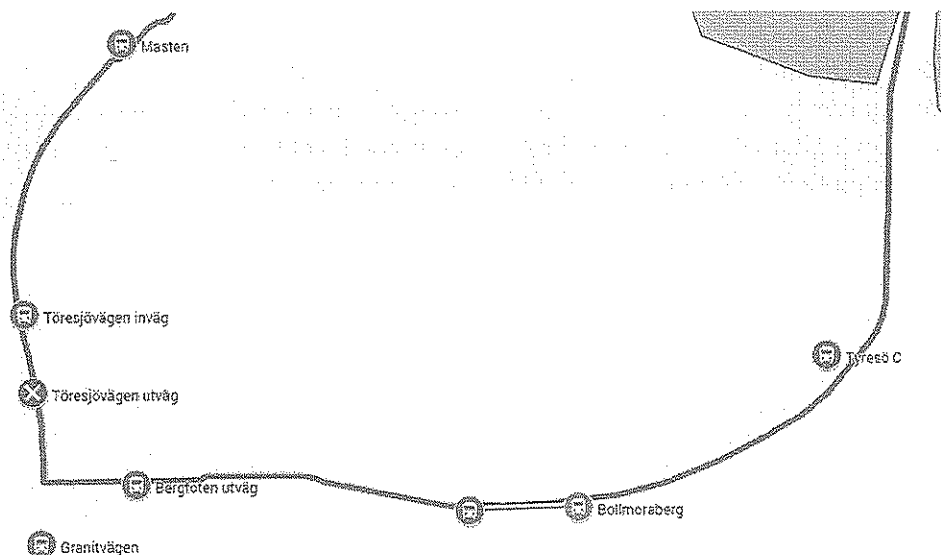 Masten
Töresjövägen inväg
Tyresö C
Töresjövägen utväg
Bergfoten utväg
Bollmoraberg
Granitvägen